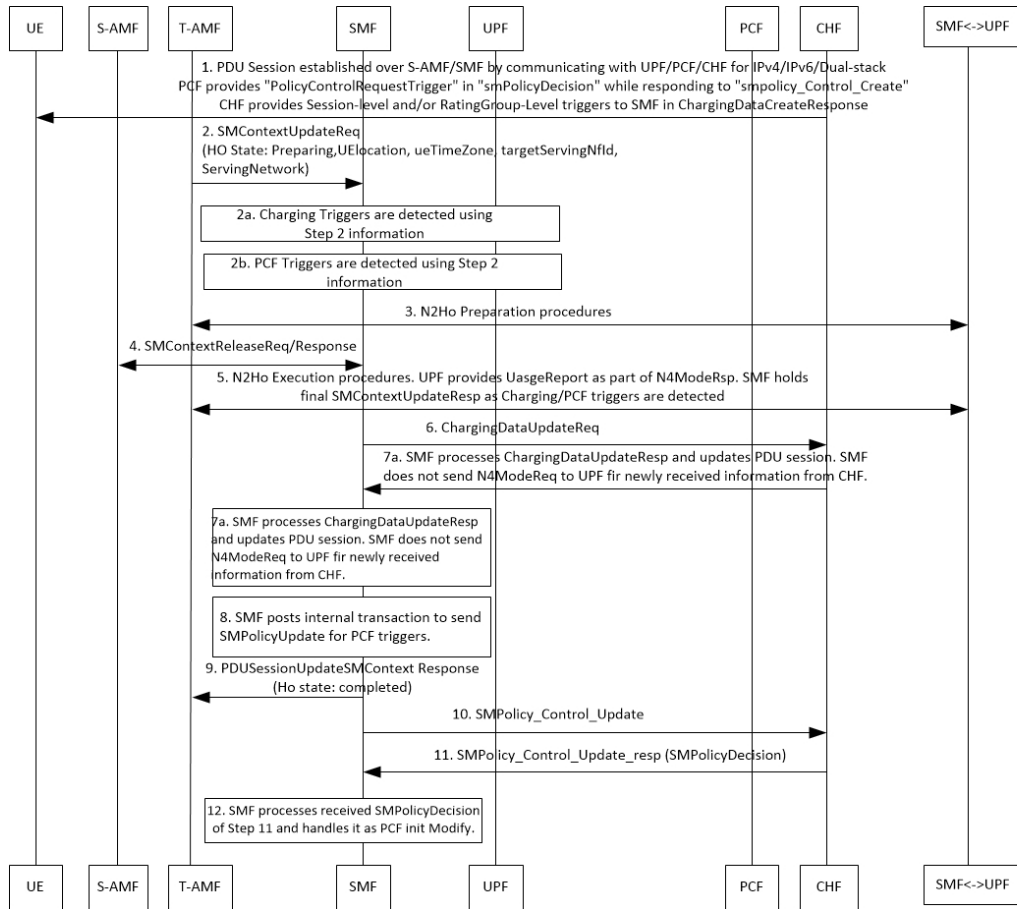 UE S-AMF T-AMF SMF UPF PCF CHF SMF<->UPF
1. PDU Session established over S-AMF/SMF by communicating with UPF/PCF/CHF for IPv4/IPv6/Dual-stack
PCF provides "PolicyControlRequestTrigger" in "smPolicyDecision" while responding to "smpolicy_Control_Create"
CHF provides Session-level and/or RatingGroup-Level triggers to SMF in ChargingDataCreateResponse
2. SMContextUpdateReq
(HO State: Preparing,UElocation, ueTimeZone, targetServingNfId,
ServingNetwork)
2a. Charging Triggers are detected using
Step 2 information
2b. PCF Triggers are detected using Step 2
information
3. N2Ho Preparation procedures
4. SMContextReleaseReq/Response
5. N2Ho Execution procedures. UPF provides UasgeReport as part of N4ModeRsp. SMF holds
final SMContextUpdateResp as Charging/PCF triggers are detected
6. ChargingDataUpdateReq
7a. SMF processes ChargingDataUpdateResp and updates PDU session. SMF
does not send N4ModeReq to UPF fir newly received information from CHF.
7a. SMF processes ChargingDataUpdateResp
and updates PDU session. SMF does not send
N4ModeReq to UPF fir newly received
information from CHF.
8. SMF posts internal transaction to send
SMPolicyUpdate for PCF triggers.
9. PDUSessionUpdateSMContext Response
(Ho state: completed)
10. SMPolicy_Control_Update
11. SMPolicy_Control_Update_resp (SMPolicyDecision)
12. SMF processes received SMPolicyDecision
of Step 11 and handles it as PCF init Modify.
UE S-AMF T-AMF SMF UPF PCF CHF SMF<->UPF